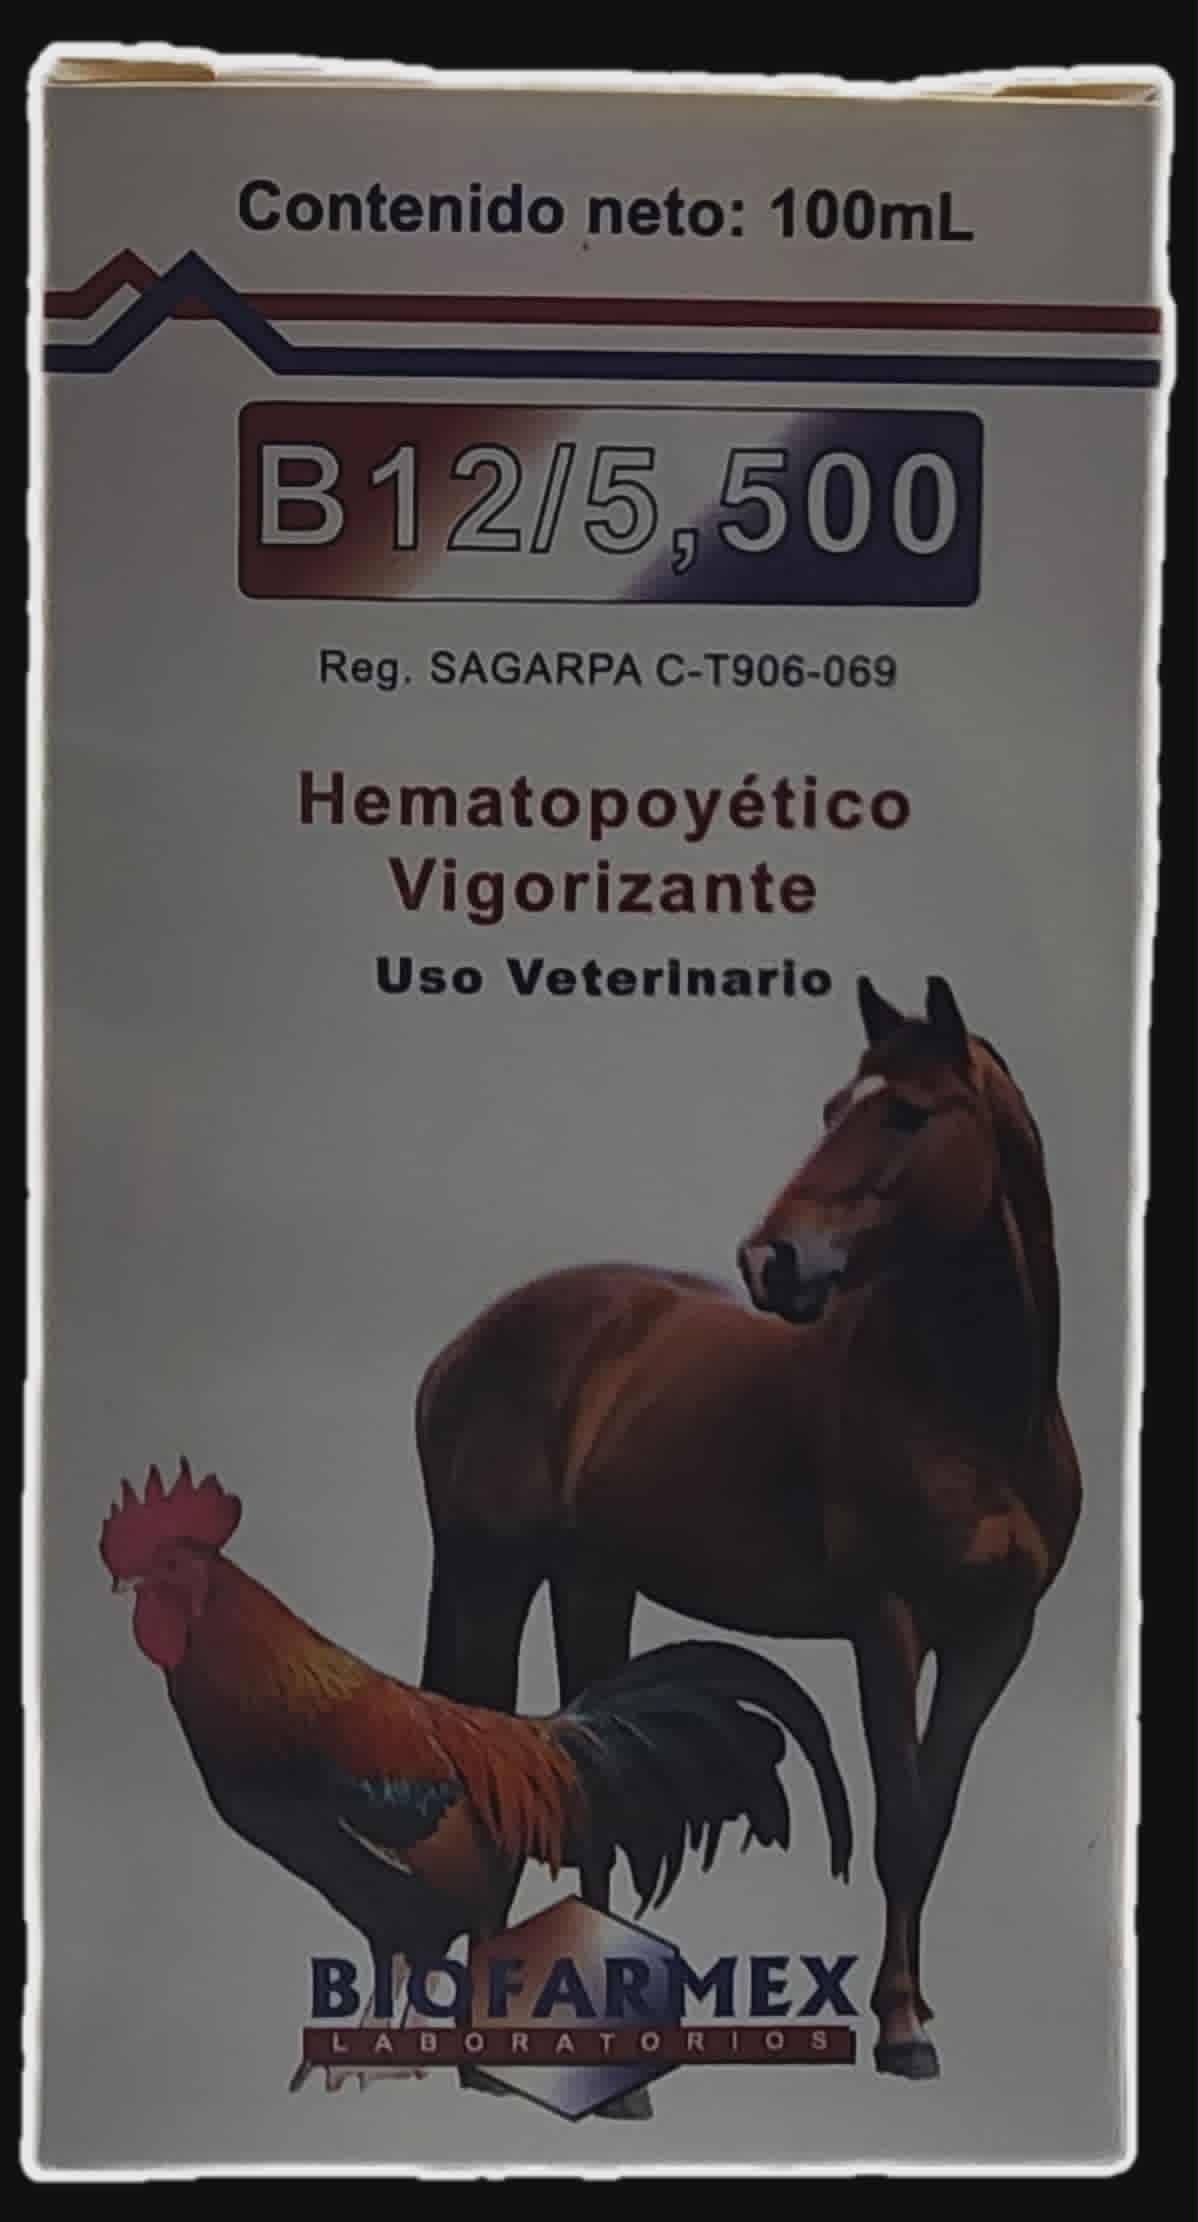 Contenido neto: 100mL
B12/5,500
Reg. SAGARPA C-T906-069
Hematopoyético
Vigorizante
Uso Veterinario
BIOFARMEX
LABORATORIOS